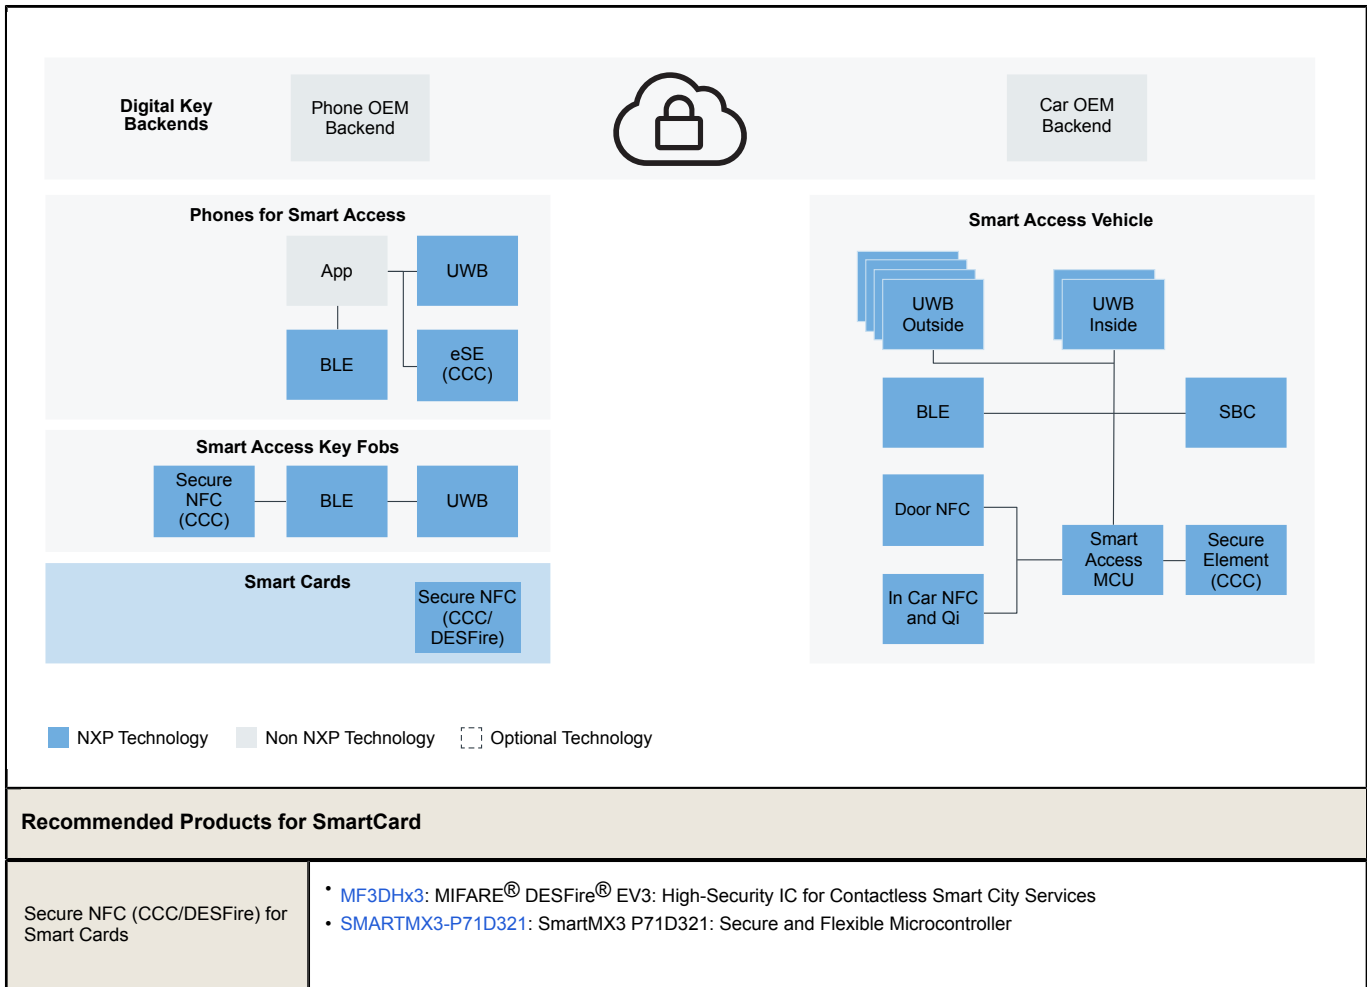 Digital Key
Backends
Phone OEM
Backend
Car OEM
Backend
Phones for Smart Access
App
UWB
BLE
eSE
(CCC)
Smart Access Key Fobs
Secure
NFC
(CCC)
BLE
UWB
Smart Cards
Secure NFC
(CCC/
DESFire)
Smart Access Vehicle
UWB
Outside
UWB
Inside
BLE
SBC
Door NFC
In Car NFC
and Qi
Smart
Access
MCU
Secure
Element
(CCC)
NXP Technology
Non NXP Technology
Optional Technology
Recommended Products for SmartCard
Secure NFC (CCC/DESFire) for
Smart Cards
• MF3DHx3: MIFARE® DESFire® EV3: High-Security IC for Contactless Smart City Services
• SMARTMX3-P71D321: SmartMX3 P71D321: Secure and Flexible Microcontroller